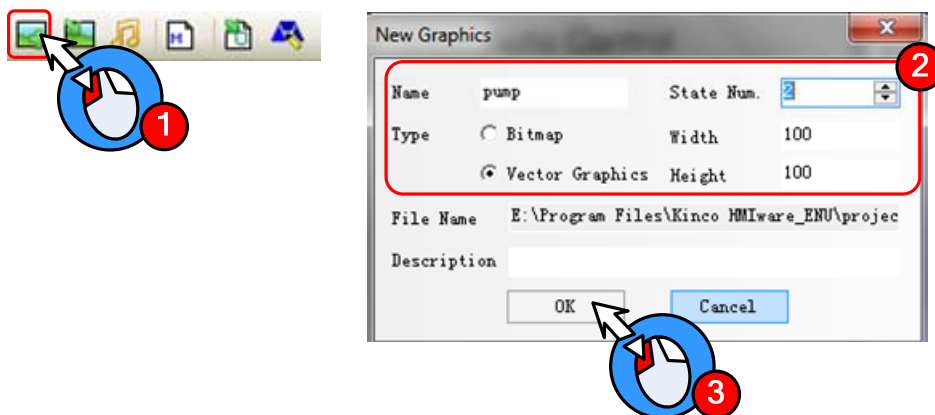 New Graphics
x
2
Name pump State Num. 2
Type Bitmap Width 100
Vector Graphics Height 100
File Name E:\Program Files\Kinco HMIware_ENU\projec
Description
OK Cancel
1
3